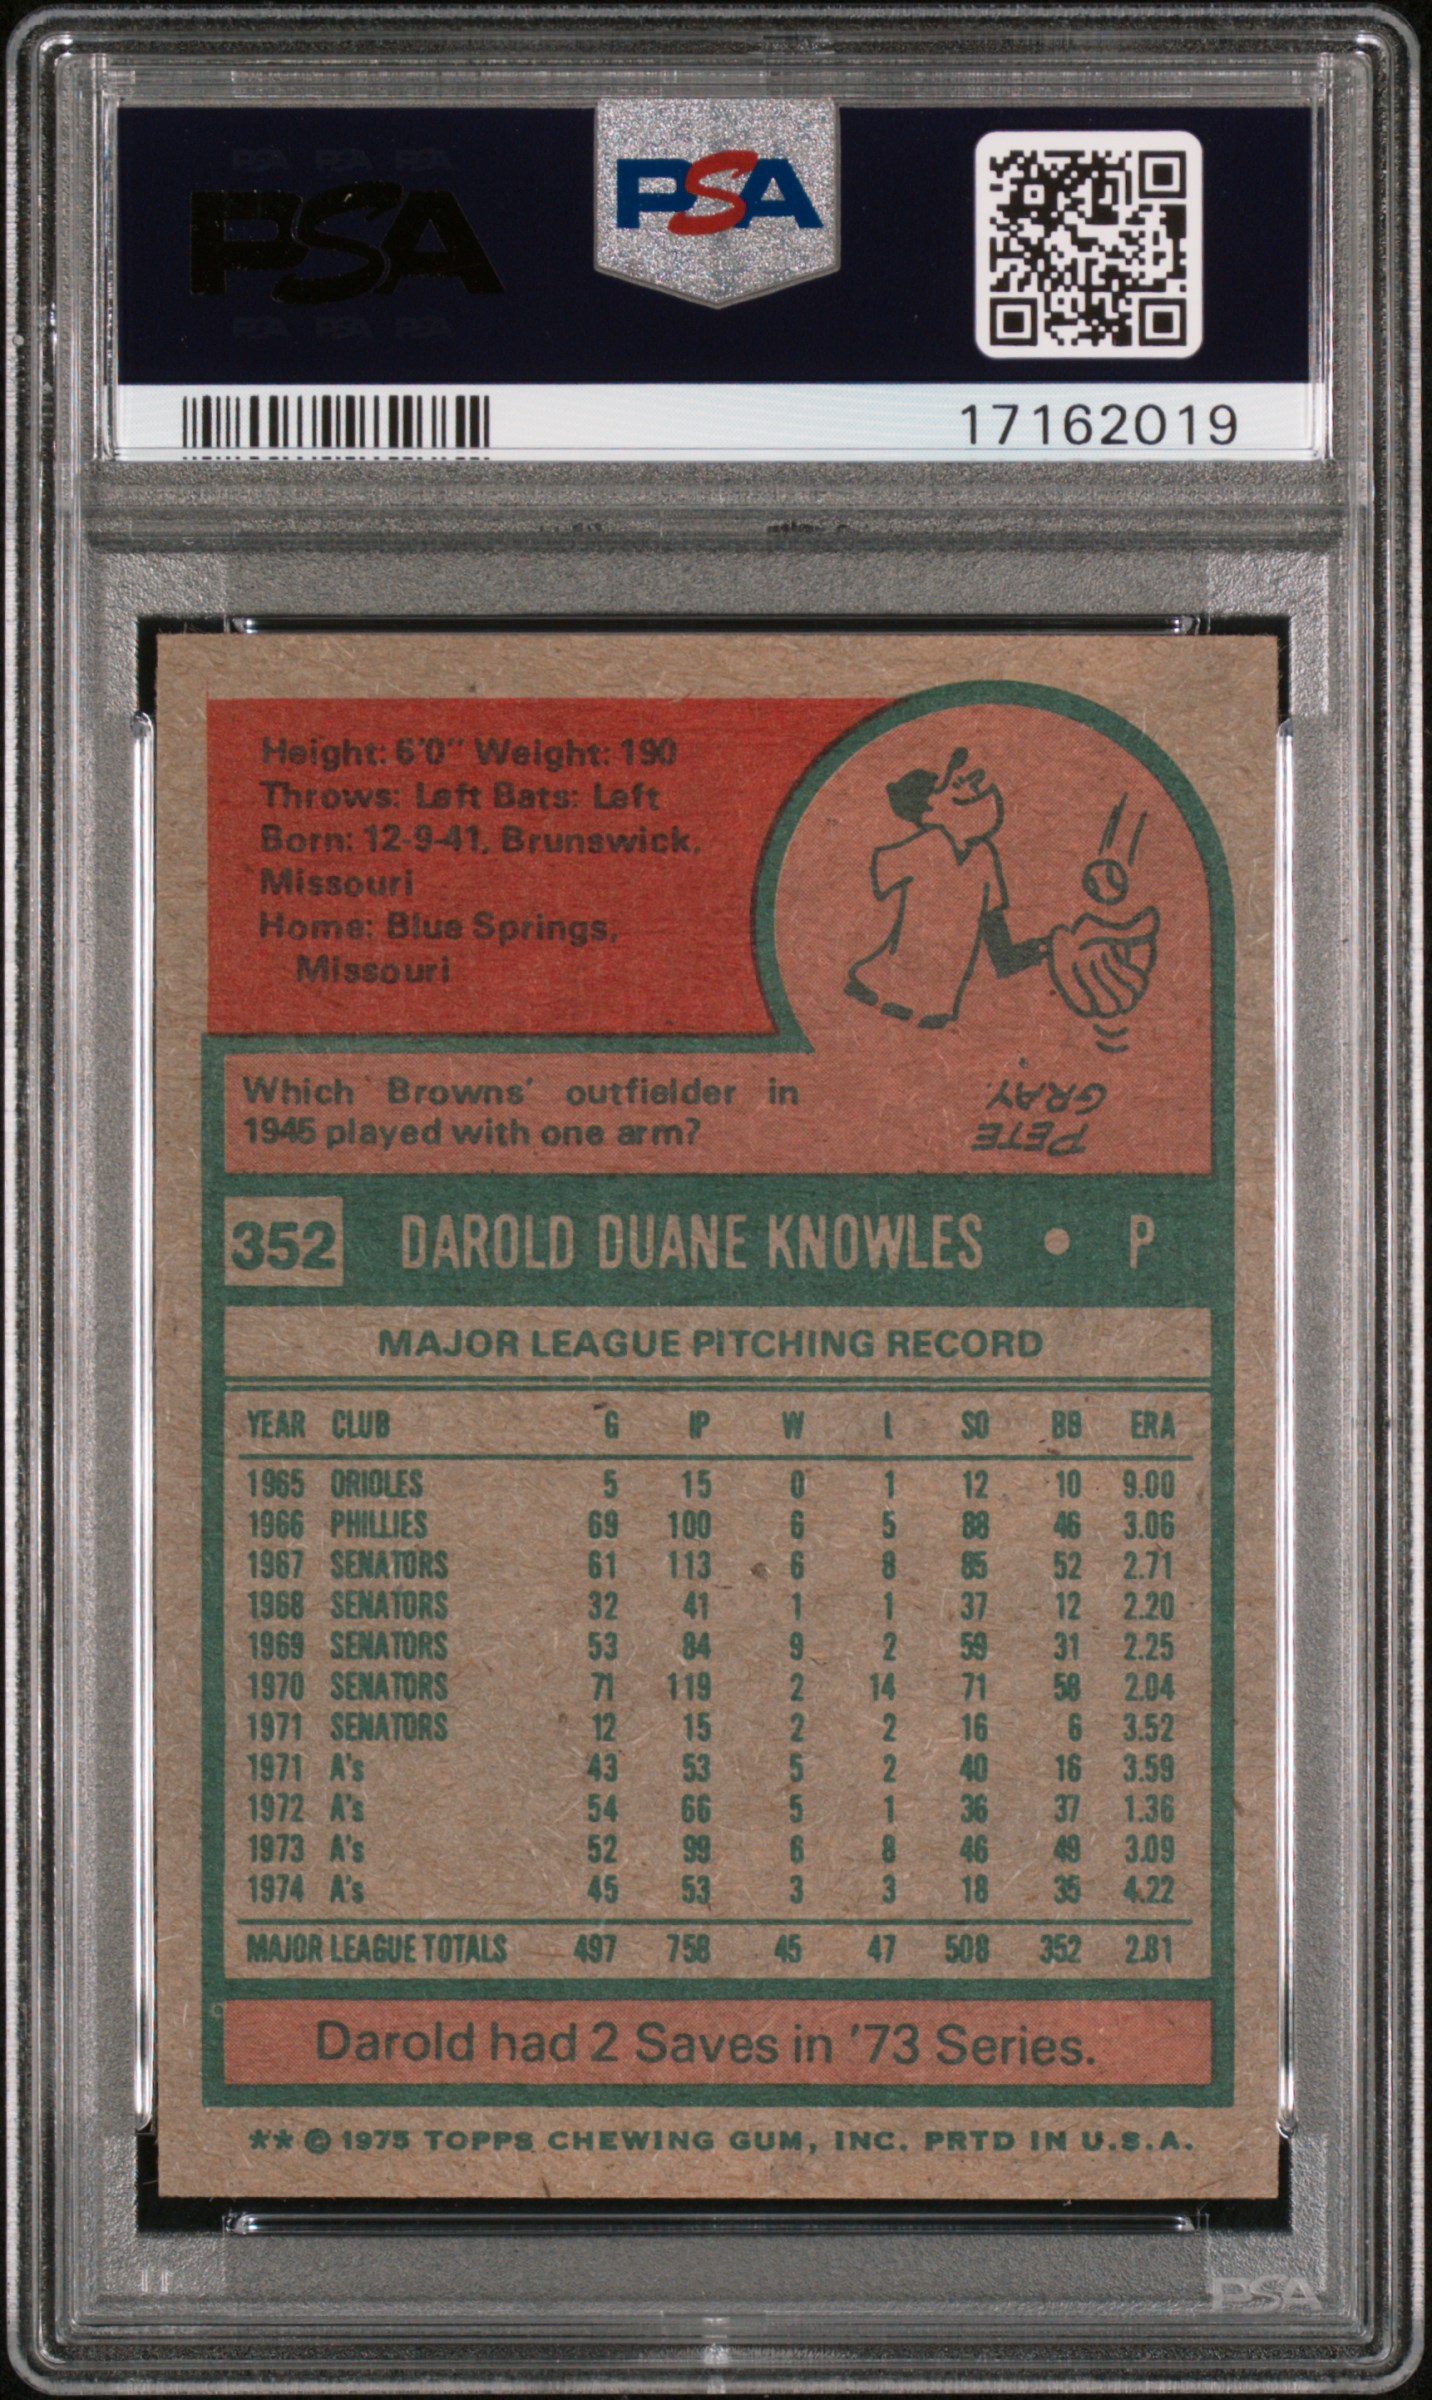 PSA
PSA
17162019
Height: 6'0" Weight: 190
Throws: Left Bats: Left
Born: 12-9-41, Brunswick,
Missouri
Home: Blue Springs,
Missouri
Which Browns' outfielder in
1945 played with one arm?
PETE
GRAY.
352 DAROLD DUANE KNOWLES • P
MAJOR LEAGUE PITCHING RECORD
YEAR CLUB G IP W L SO BB ERA
1965 ORIOLES 5 15 0 1 12 10 9.00
1966 PHILLIES 69 100 6 5 88 46 3.06
1967 SENATORS 61 113 6 8 85 52 2.71
1968 SENATORS 32 41 1 1 37 12 2.20
1969 SENATORS 53 84 9 2 59 31 2.25
1970 SENATORS 71 119 2 14 71 58 2.04
1971 SENATORS 12 15 2 2 16 6 3.52
1971 A's 43 53 5 2 40 16 3.59
1972 A's 54 66 5 1 36 37 1.36
1973 A's 52 99 6 8 46 49 3.09
1974 A's 45 53 3 3 18 35 4.22
MAJOR LEAGUE TOTALS 497 758 45 47 508 352 2.81
Darold had 2 Saves in '73 Series.
** © 1975 TOPPS CHEWING GUM, INC. PRTD IN U.S.A.
PSA